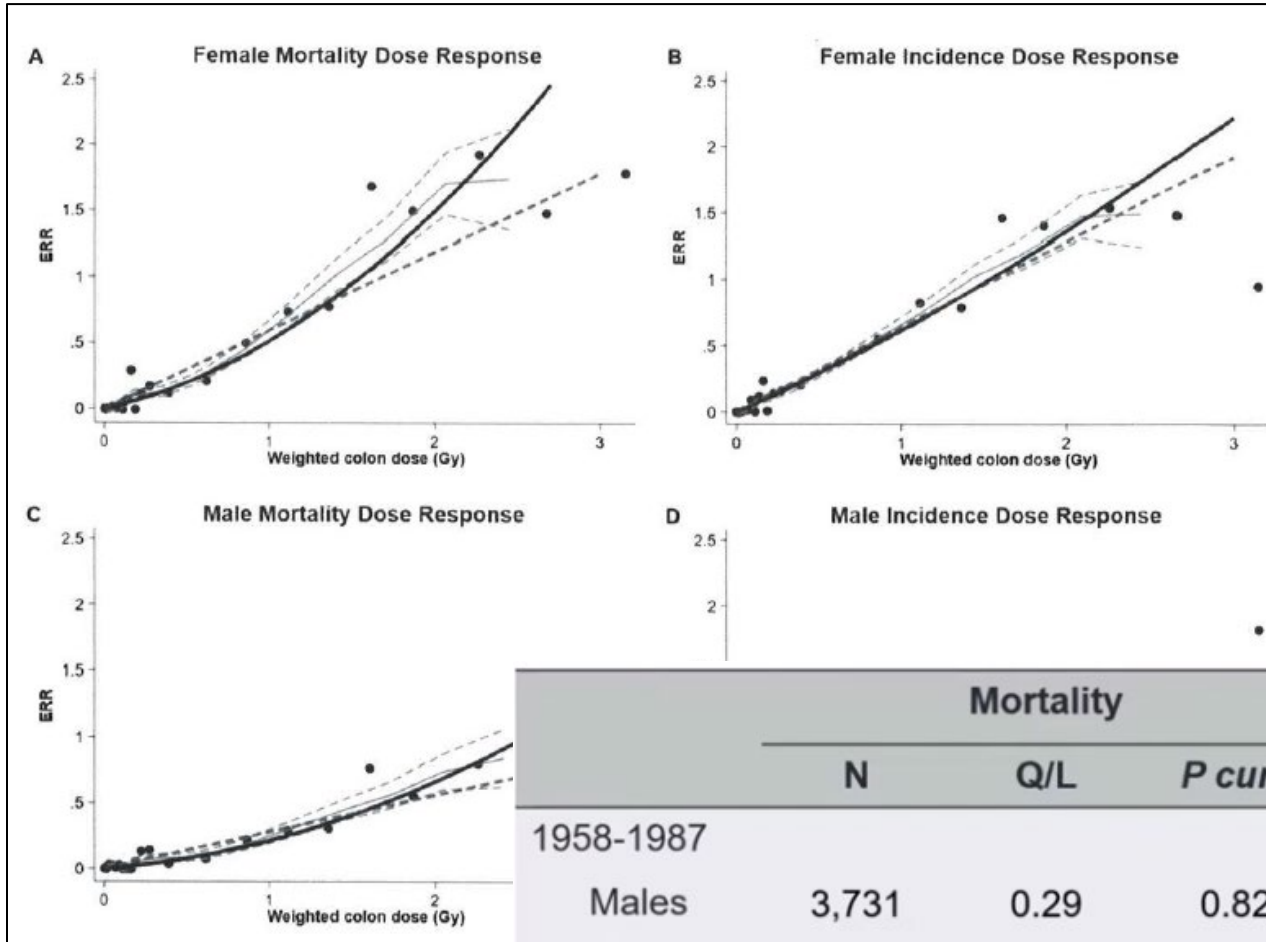 A
Female Mortality Dose Response
2.5
2
1.5
1
.5
0
ERR
0 1 2 3
Weighted colon dose (Gy)
B
Female Incidence Dose Response
2.5
2
1.5
1
.5
0
ERR
0 1 2 3
Weighted colon dose (Gy)
C
Male Mortality Dose Response
2.5
2
1.5
1
.5
0
ERR
0 1 2
Weighted colon dose (Gy)
D
Male Incidence Dose Response
2.5
2
Mortality
N Q/L P cur
1958-1987
Males 3,731 0.29 0.82